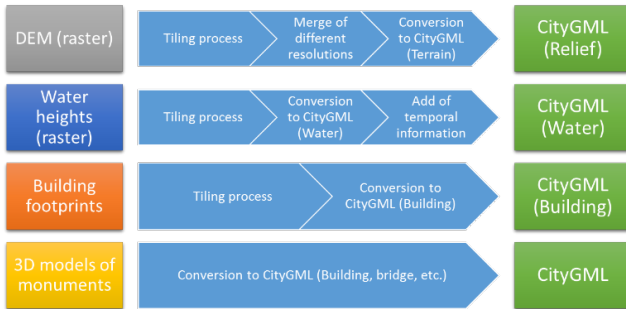 DEM (raster)
Tiling process
Merge of
different
resolutions
Conversion
to CityGML
(Terrain)
CityGML
(Relief)
Water
heights
(raster)
Tiling process
Conversion
to CityGML
(Water)
Add of
temporal
information
CityGML
(Water)
Building
footprints
Tiling process
Conversion to
CityGML (Building)
CityGML
(Building)
3D models of
monuments
Conversion to CityGML (Building, bridge, etc.)
CityGML